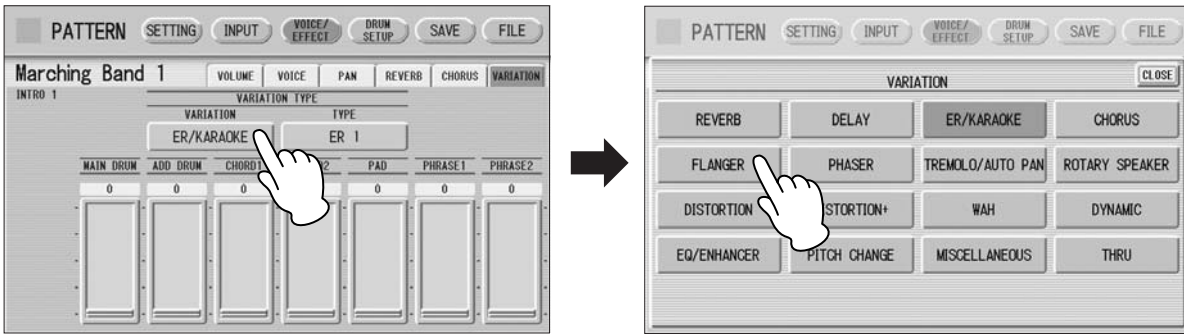 PATTERN SETTING INPUT VOICE/ EFFECT DRUM SETUP SAVE FILE
Marching Band 1 VOLUME VOICE PAN REVERB CHORUS VARIATION
INTRO 1 VARIATION TYPE
VARIATION TYPE
ER/KARAOKE ER 1
MAIN DRUM ADD DRUM CHORD1 PAD PHRASE1 PHRASE2
0 0 0 0 0 0
PATTERN SETTING INPUT VOICE/ EFFECT DRUM SETUP SAVE FILE
VARIATION CLOSE
REVERB DELAY ER/KARAOKE CHORUS
FLANGER PHASER TREMOLO/AUTO PAN ROTARY SPEAKER
DISTORTION WAH DYNAMIC
EQ/ENHANCER PITCH CHANGE MISCELLANEOUS THRU